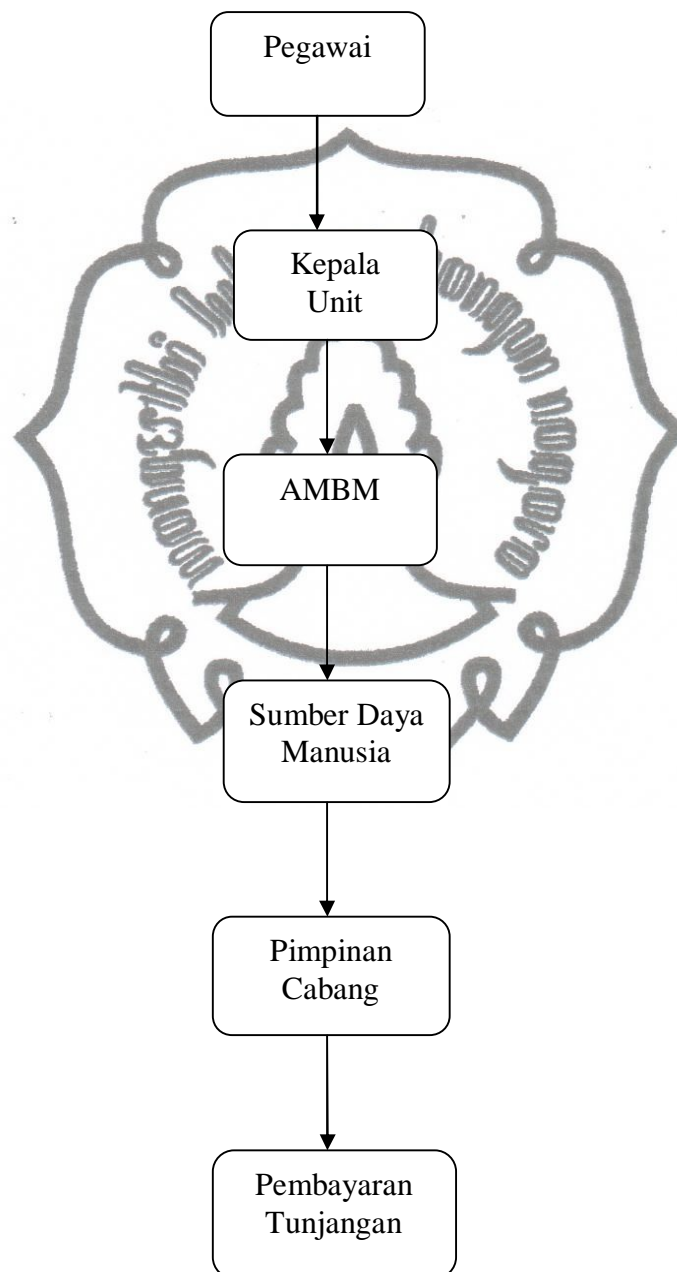 Pegawai
Kepala
Unit
AMBM
Sumber Daya
Manusia
Pimpinan
Cabang
Pembayaran
Tunjangan